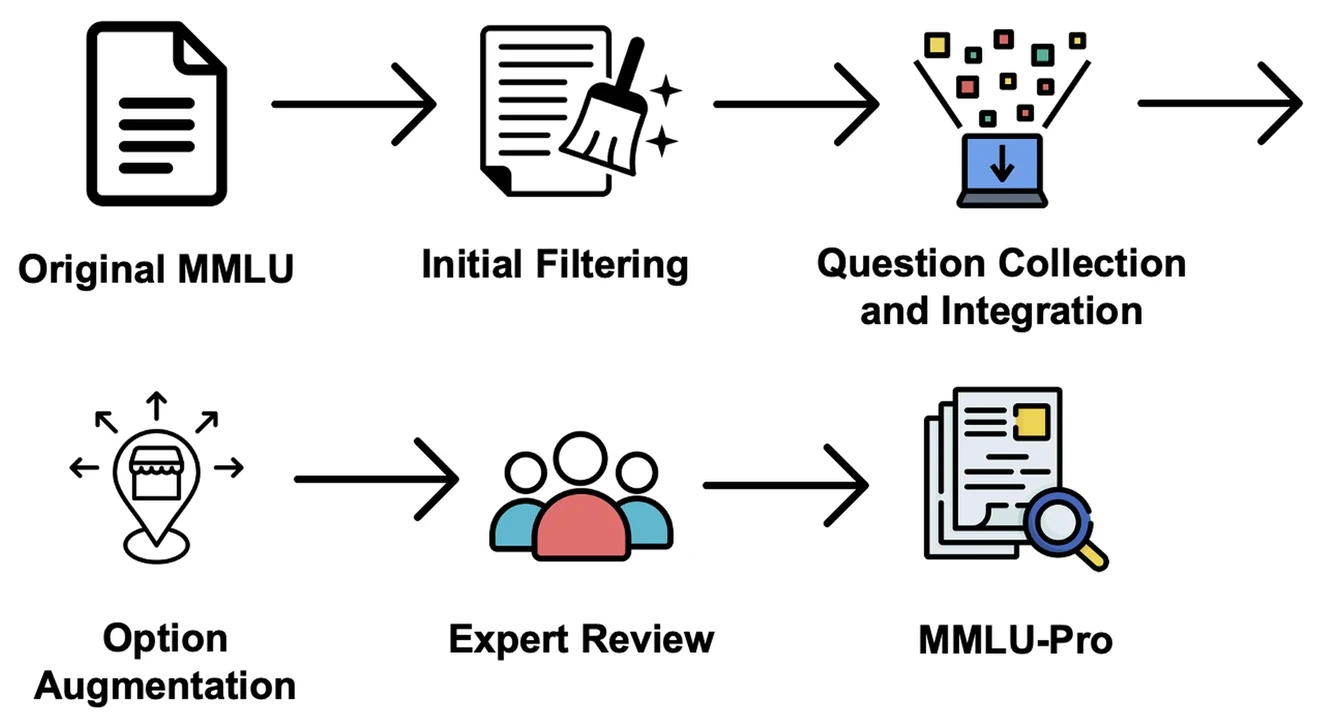 Original MMLU
Initial Filtering
Question Collection
and Integration
Option
Augmentation
Expert Review
MMLU-Pro